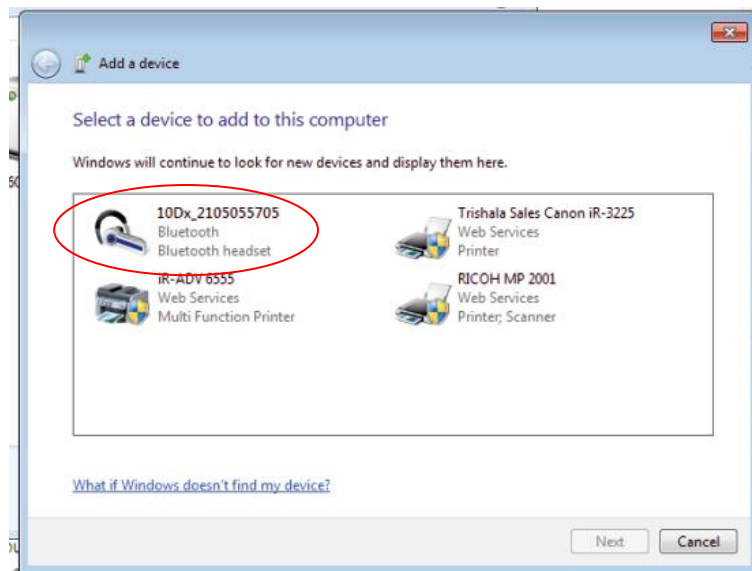 Add a device
Select a device to add to this computer
Windows will continue to look for new devices and display them here.
10Dx_2105055705
Bluetooth
Bluetooth headset
Trishala Sales Canon iR-3225
Web Services
Printer
iR-ADV 6555
Web Services
Multi Function Printer
RICOH MP 2001
Web Services
Printer; Scanner
What if Windows doesn't find my device?
Next
Cancel